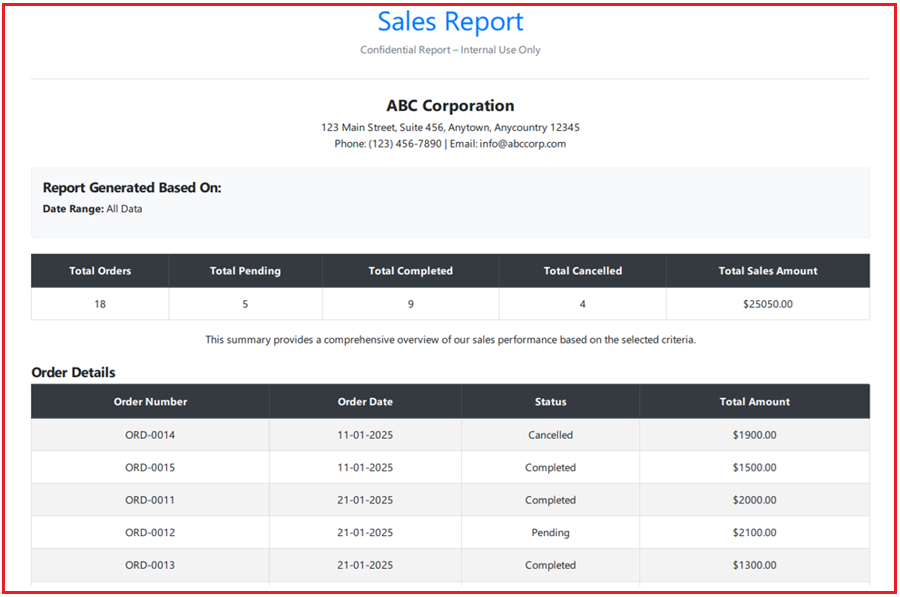 Sales Report
Confidential Report – Internal Use Only
ABC Corporation
123 Main Street, Suite 456, Anytown, Anycountry 12345
Phone: (123) 456-7890 | Email: info@abccorp.com
Report Generated Based On:
Date Range: All Data
Total Orders Total Pending Total Completed Total Cancelled Total Sales Amount
18 5 9 4 $25050.00
This summary provides a comprehensive overview of our sales performance based on the selected criteria.
Order Details
Order Number Order Date Status Total Amount
ORD-0014 11-01-2025 Cancelled $1900.00
ORD-0015 11-01-2025 Completed $1500.00
ORD-0011 21-01-2025 Completed $2000.00
ORD-0012 21-01-2025 Pending $2100.00
ORD-0013 21-01-2025 Completed $1300.00